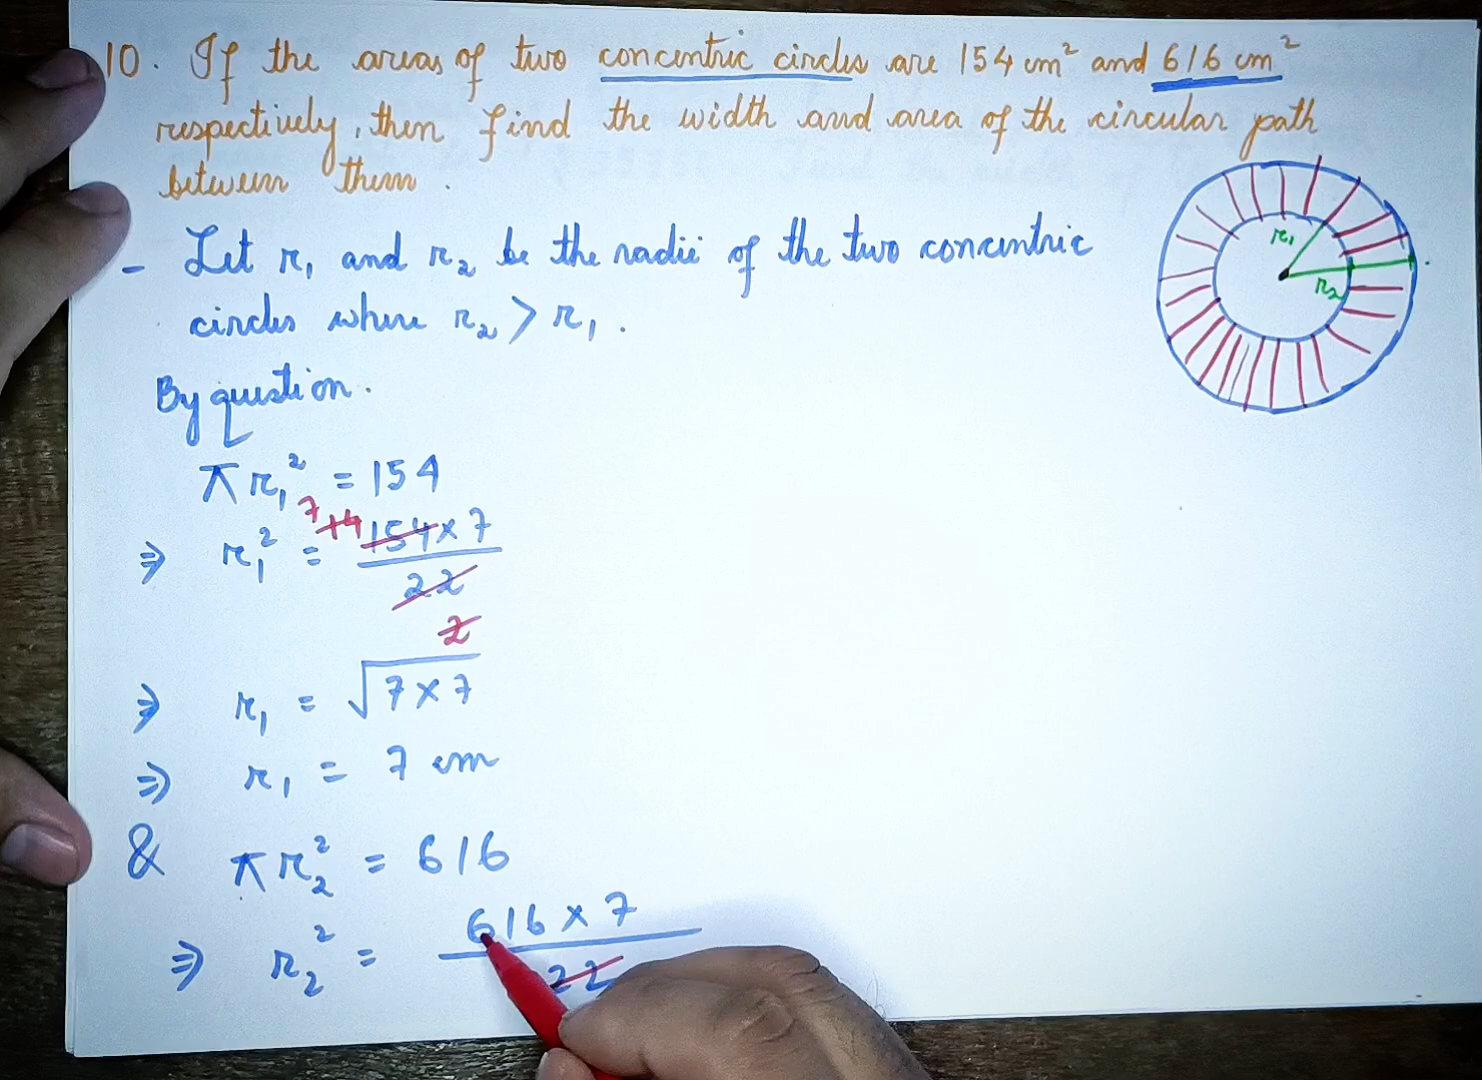 10. If the areas of two concentric circles are 154 cm² and 616 cm²
respectively, then find the width and area of the circular path
between them.
r₁
r₂
- Let r₁ and r₂ be the radii of the two concentric
circles where r₂ > r₁.
By question.
πr₁² = 154
7 14
⇒ r₁² = 154 × 7
22
2
⇒ r₁ = √7 × 7
⇒ r₁ = 7 cm
& πr₂² = 616
⇒ r₂² = 616 × 7
22